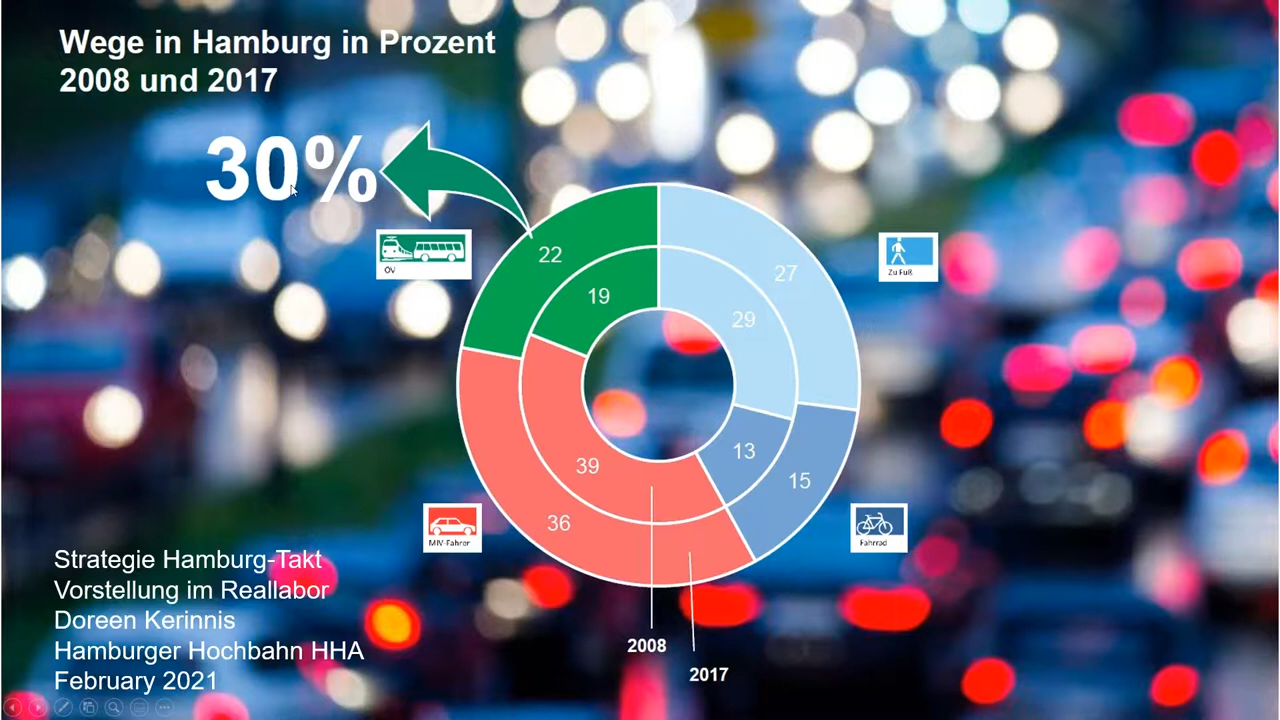 Wege in Hamburg in Prozent
2008 und 2017
30%
22
27
19
29
ÖV
Zu Fuß
13
15
39
36
MIV-Fahrer
Fahrrad
2008
2017
Strategie Hamburg-Takt
Vorstellung im Reallabor
Doreen Kerinnis
Hamburger Hochbahn HHA
February 2021